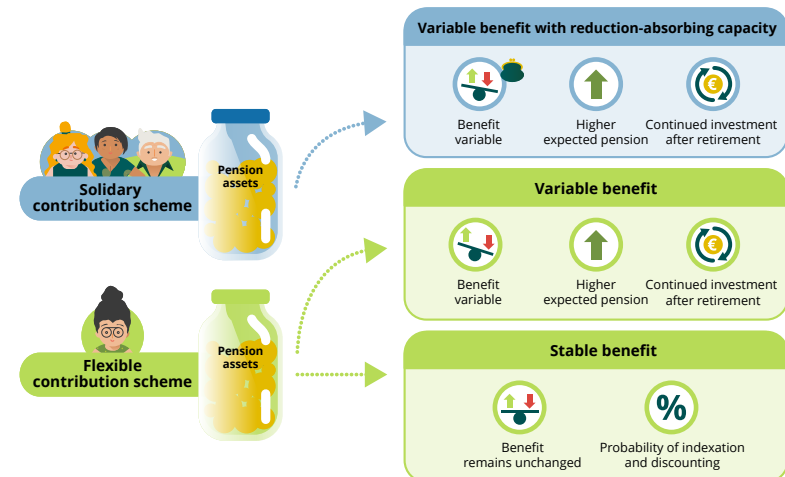 Variable benefit with reduction-absorbing capacity
Benefit
variable
Higher
expected pension
Continued investment
after retirement
Solidary
contribution scheme
Pension
assets
Variable benefit
€
Benefit
variable
Higher
expected pension
€
Continued investment
after retirement
Flexible
contribution scheme
Pension
assets
Stable benefit
%
Benefit
remains unchanged
Probability of indexation
and discounting